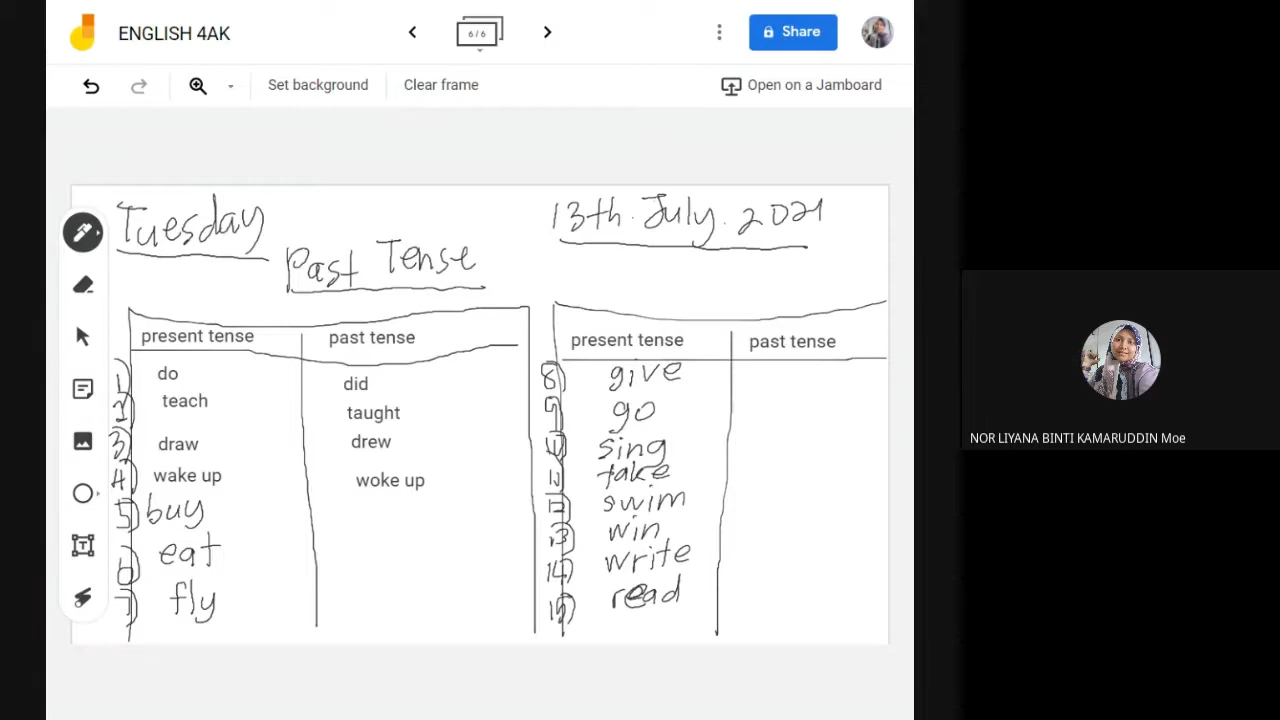 ENGLISH 4AK
6/6
Share
Set background
Clear frame
Open on a Jamboard
Tuesday
13th July 2021
Past Tense
present tense past tense
1) do did
2) teach taught
3) draw drew
4) wake up woke up
5) buy
6) eat
7) fly
present tense past tense
8) give
9 go
sing
take
swim
13) win
14) write
15) read
NOR LIYANA BINTI KAMARUDDIN Moe